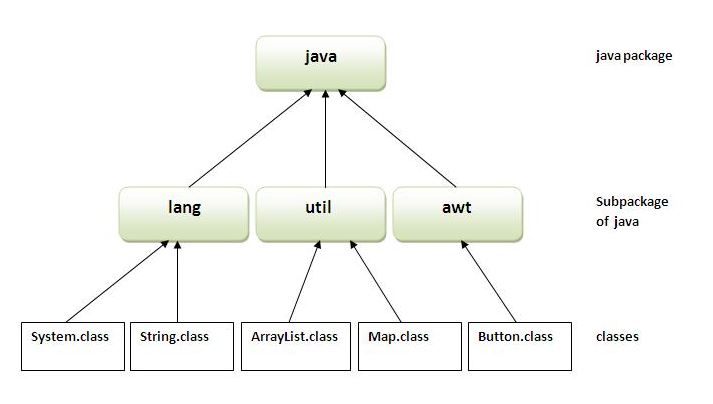 java
java package
lang
util
awt
Subpackage
of java
System.class
String.class
ArrayList.class
Map.class
Button.class
classes